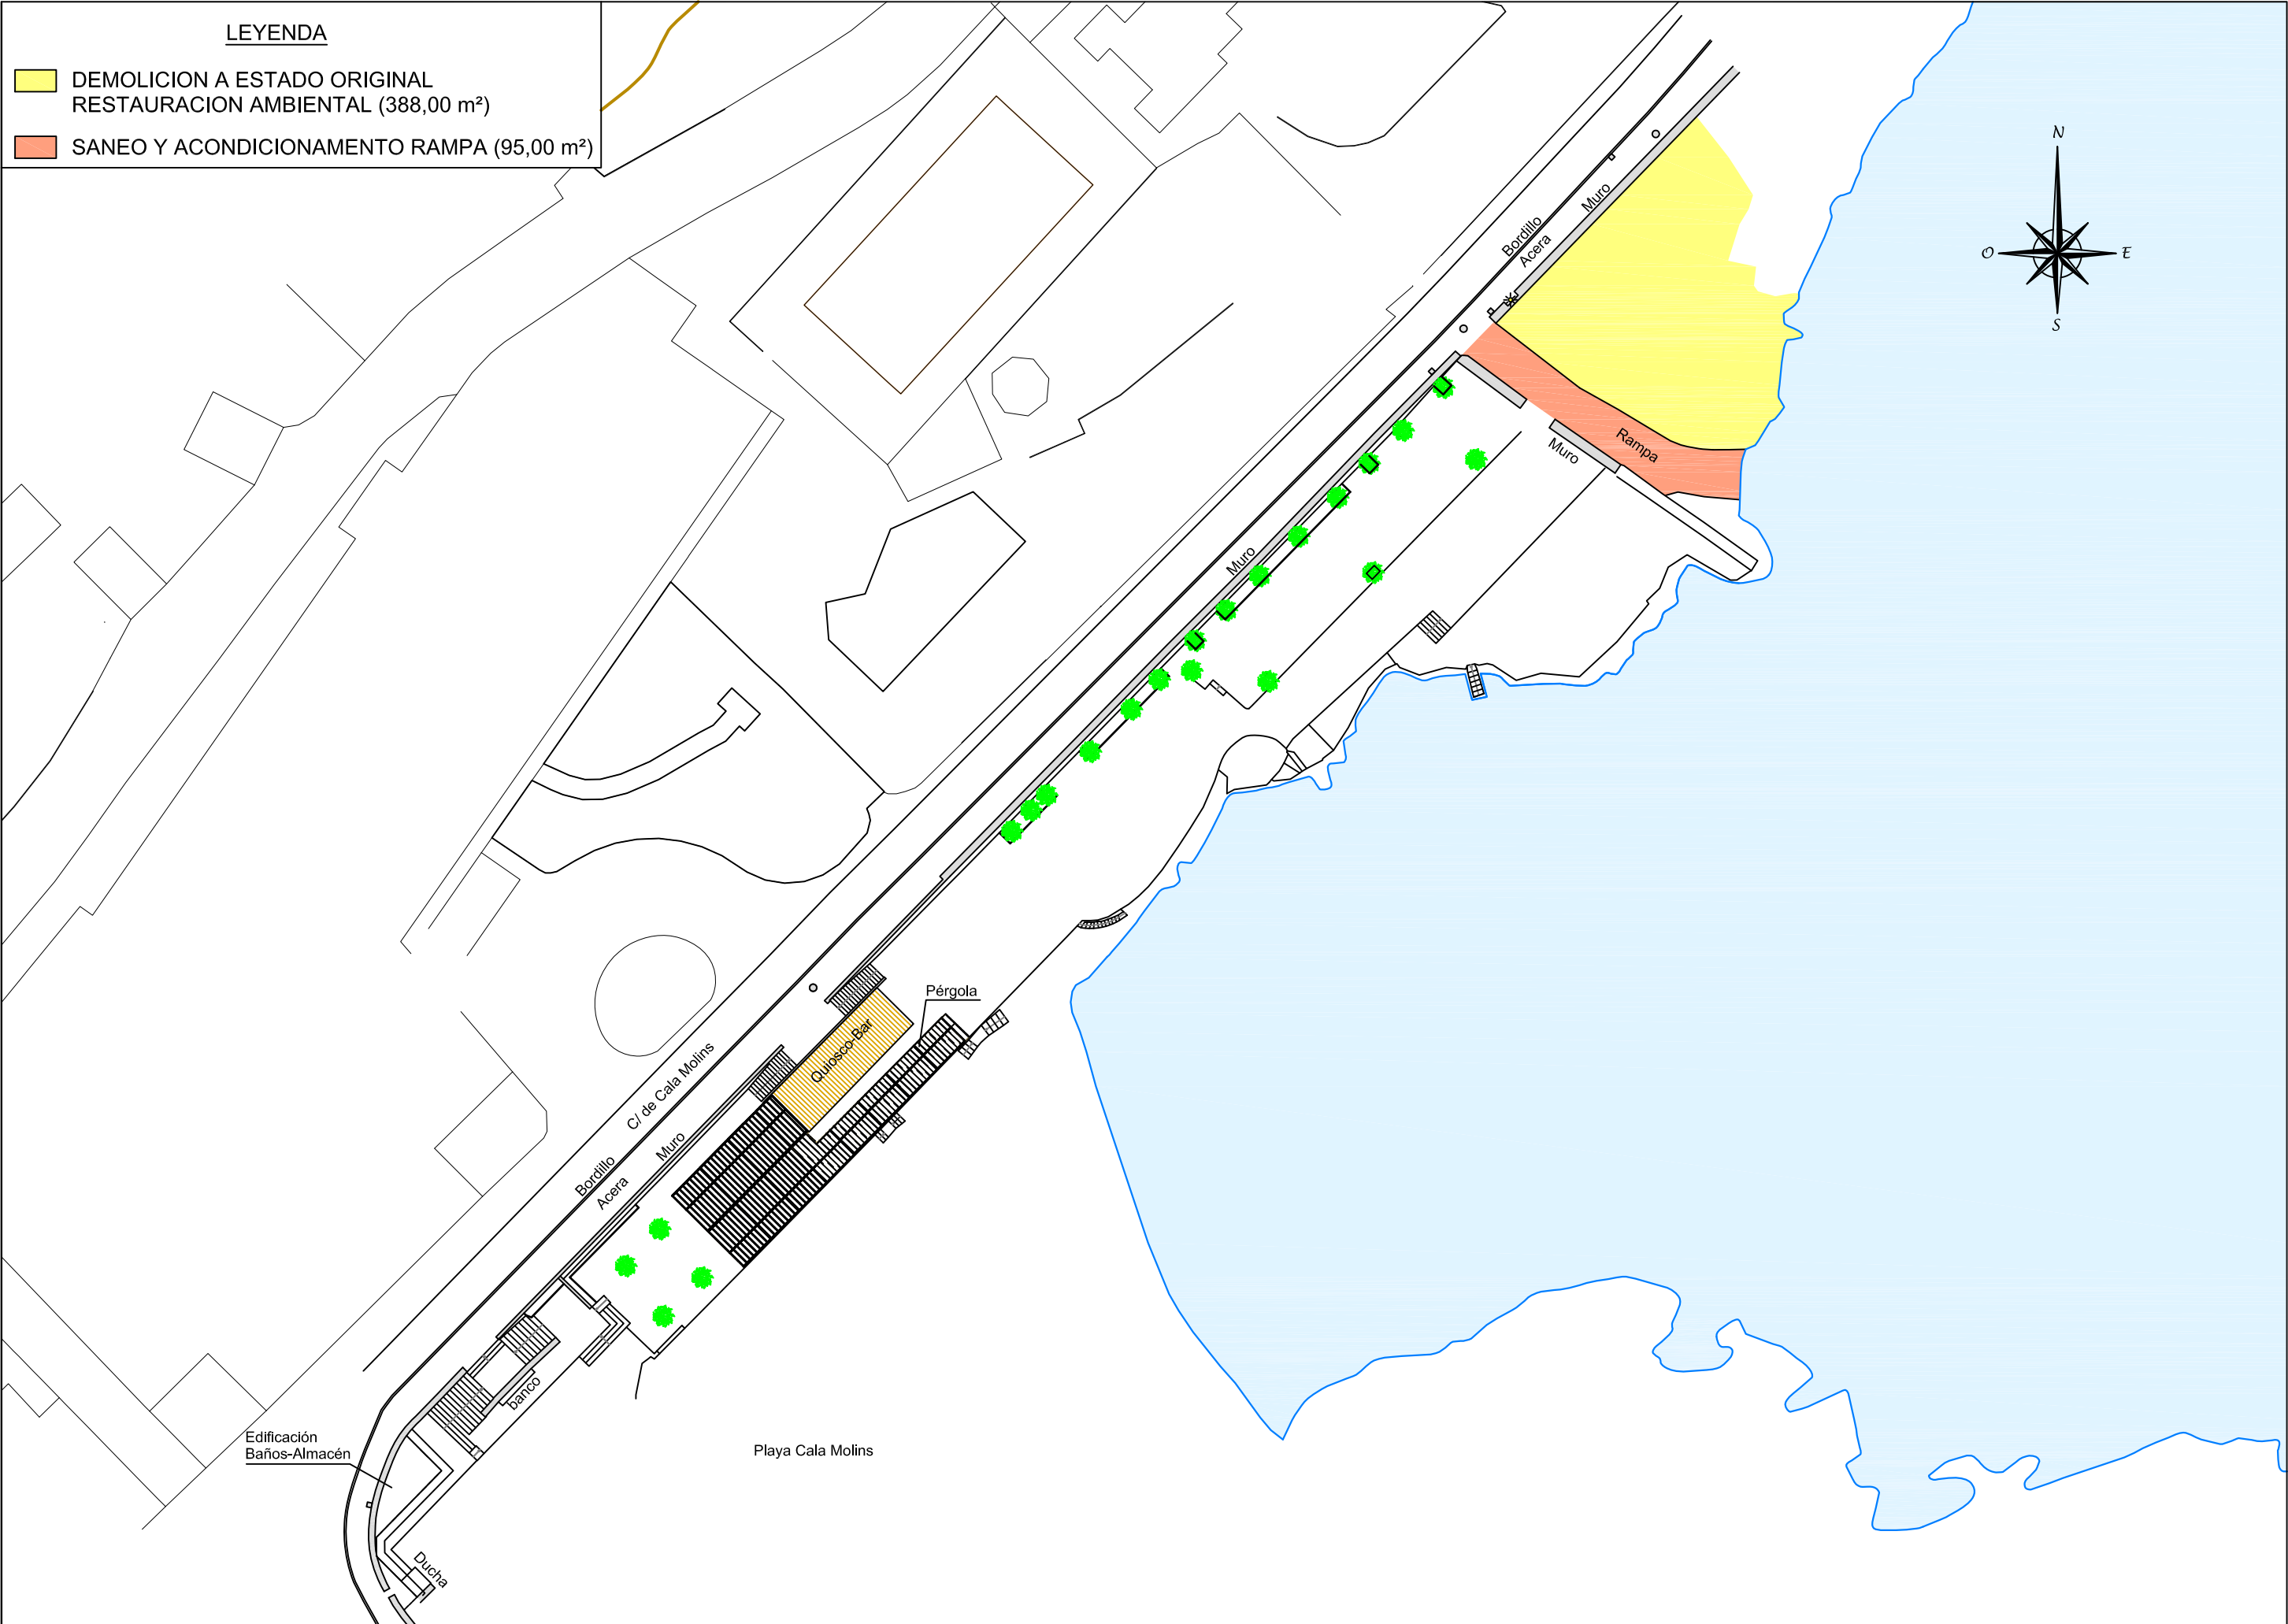 LEYENDA
DEMOLICION A ESTADO ORIGINAL
RESTAURACION AMBIENTAL (388,00 m²)
SANEO Y ACONDICIONAMENTO RAMPA (95,00 m²)
N
O
E
S
Muro
Bordillo
Acera
Rampa
Muro
Muro
Pérgola
Quiosco-Bar
C/ de Cala Molins
Muro
Bordillo
Acera
banco
Edificación
Baños-Almacén
Playa Cala Molins
Ducha